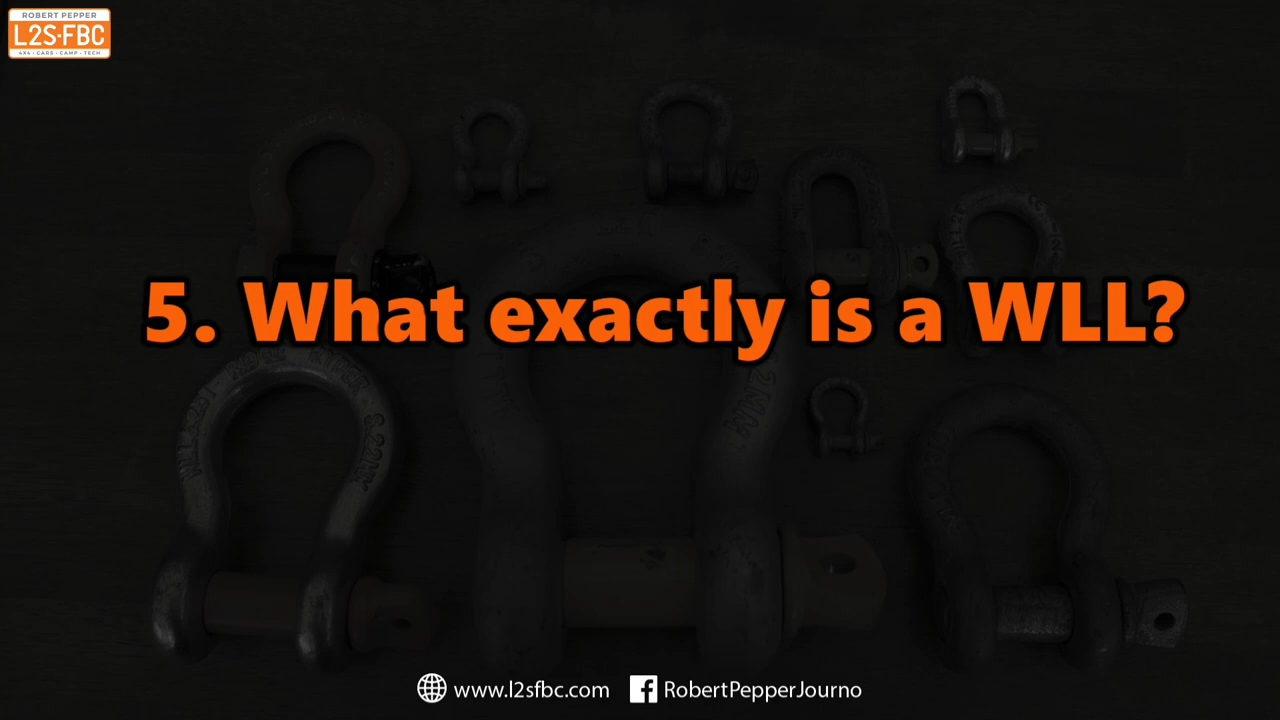 ROBERT PEPPER
L2S·FBC
4X4 · CARS · CAMP · TECH
5. What exactly is a WLL?
www.l2sfbc.com RobertPepperJourno